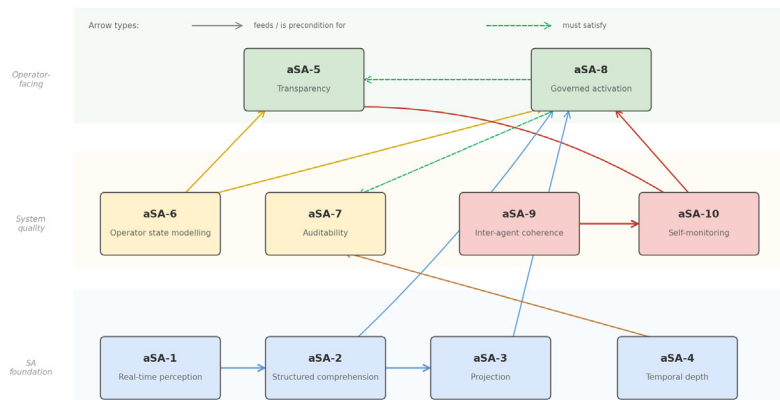 Arrow types:
feeds / is precondition for
must satisfy
Operator-
facing
aSA-5
Transparency
aSA-8
Governed activation
System
quality
aSA-6
Operator state modelling
aSA-7
Auditability
aSA-9
Inter-agent coherence
aSA-10
Self-monitoring
SA
foundation
aSA-1
Real-time perception
aSA-2
Structured comprehension
aSA-3
Projection
aSA-4
Temporal depth